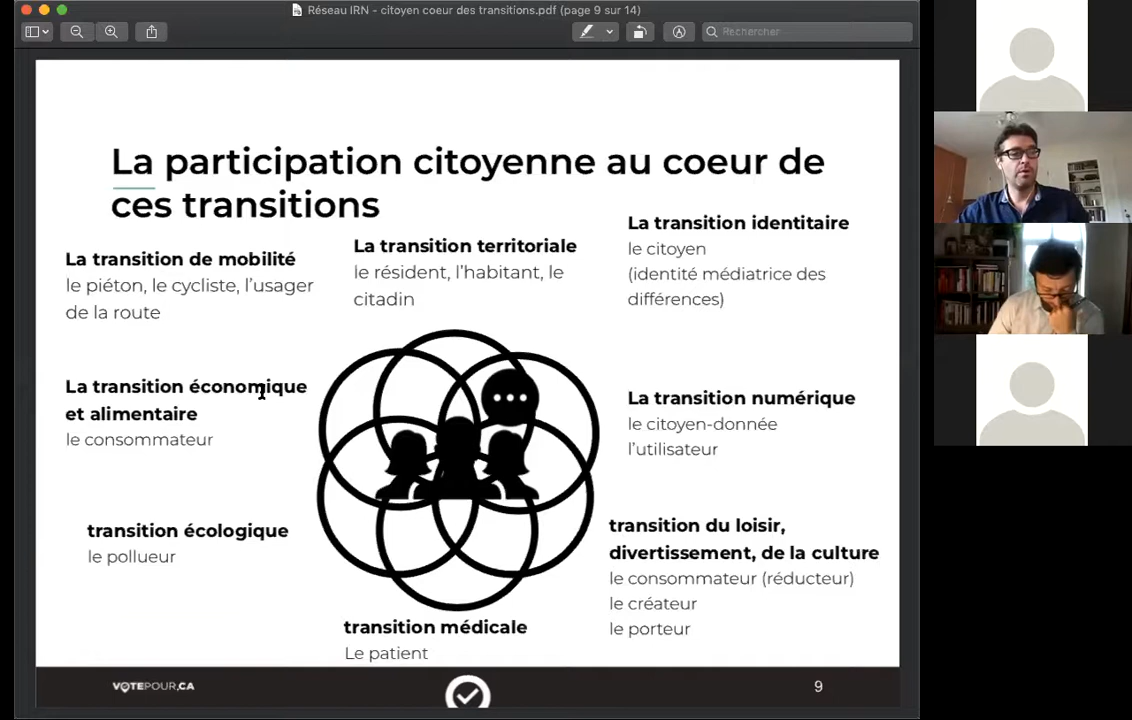 Réseau IRN - citoyen coeur des transitions.pdf (page 9 sur 14)
Rechercher
La participation citoyenne au coeur de
ces transitions
La transition de mobilité
le piéton, le cycliste, l'usager
de la route
La transition territoriale
le résident, l'habitant, le
citadin
La transition identitaire
le citoyen
(identité médiatrice des
différences)
La transition économique
et alimentaire
le consommateur
La transition numérique
le citoyen-donnée
l'utilisateur
transition écologique
le pollueur
transition du loisir,
divertissement, de la culture
le consommateur (réducteur)
le créateur
le porteur
transition médicale
Le patient
VOTEPOUR.CA
9